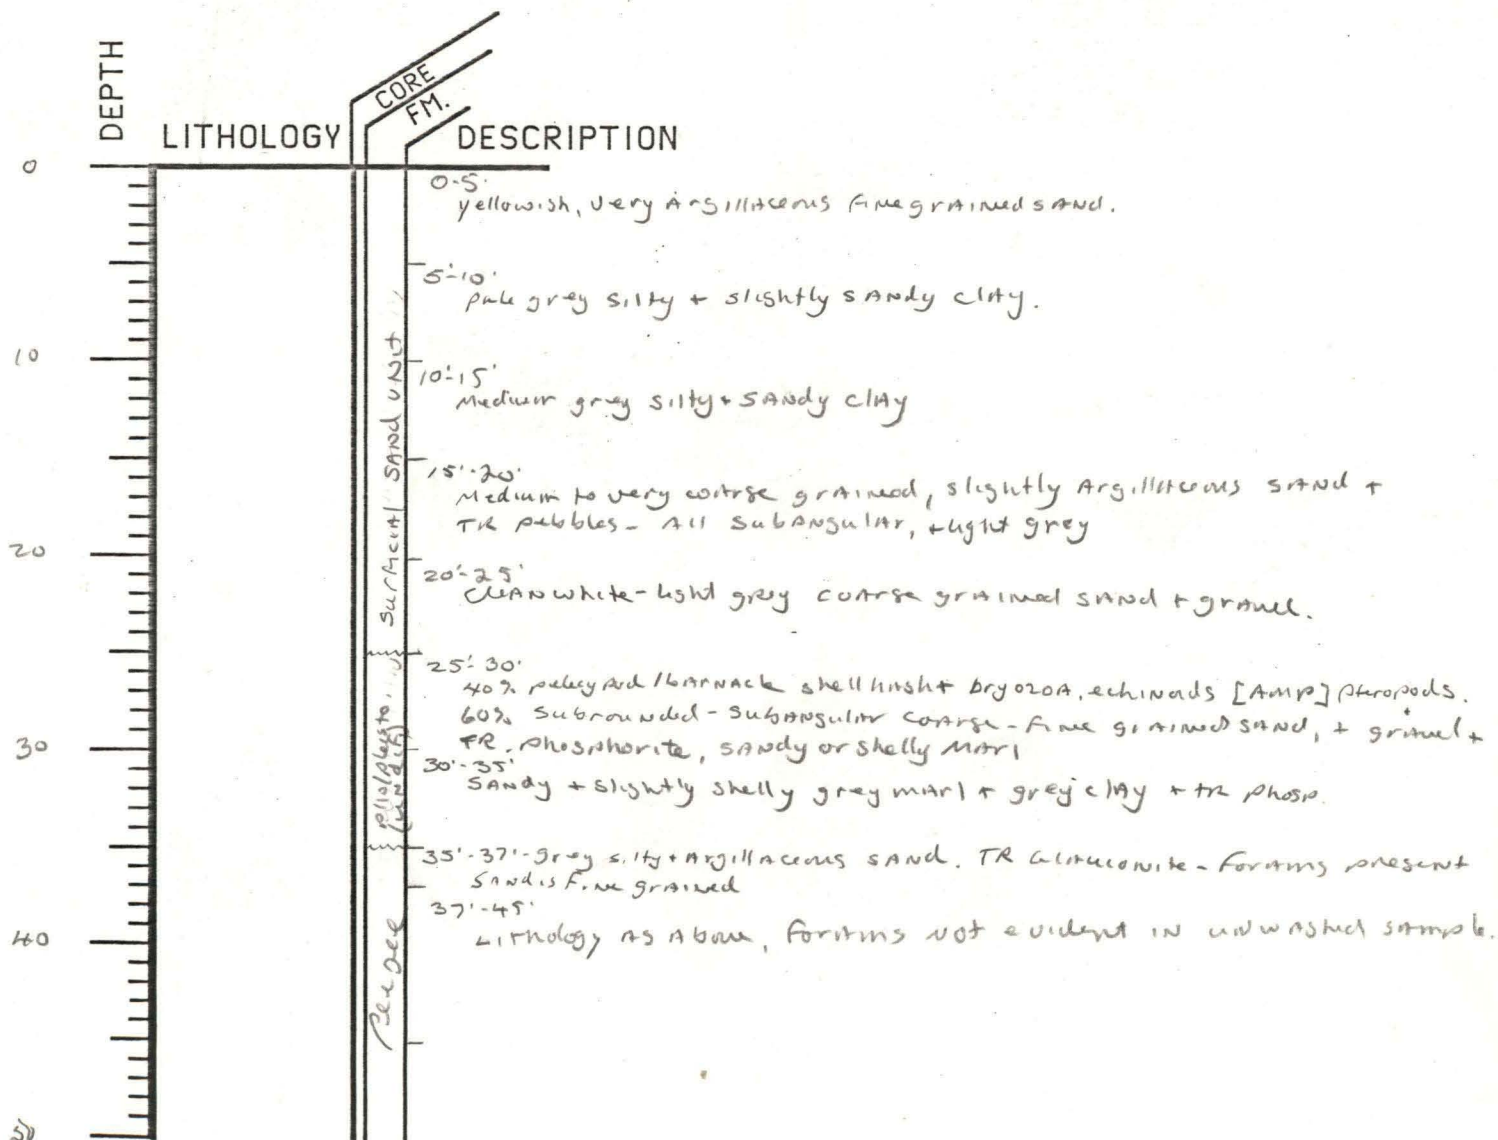 DEPTH
LITHOLOGY
CORE
FM.
DESCRIPTION
0
0-5'
yellowish, very Argillaceous fine grained sand.
5'-10'
pale grey silty + slightly sandy clay.
10
10'-15'
Medium grey silty + sandy clay
15'-20'
Medium to very coarse grained, slightly Argillaceous sand +
TR pebbles - All subangular, + light grey
20
20'-25'
clean white - light grey coarse grained sand + gravel.
surficial sand unit
25'-30'
40% pelecypod / barnack shell hash + bryozoa, echinoids [Amp] pteropods.
60% subrounded - subangular coarse - fine grained sand, + gravel +
TR. phosphorite, sandy or shelly marl
30
30'-35'
Sandy + slightly shelly grey marl + grey clay + tr phosp.
plio/pleisto
35'-37' - grey silty + Argillaceous sand. TR Glauconite - forams present
Sand is fine grained
37'-45'
40
Lithology as above, forams not evident in unwashed sample.
Pee Dee
50